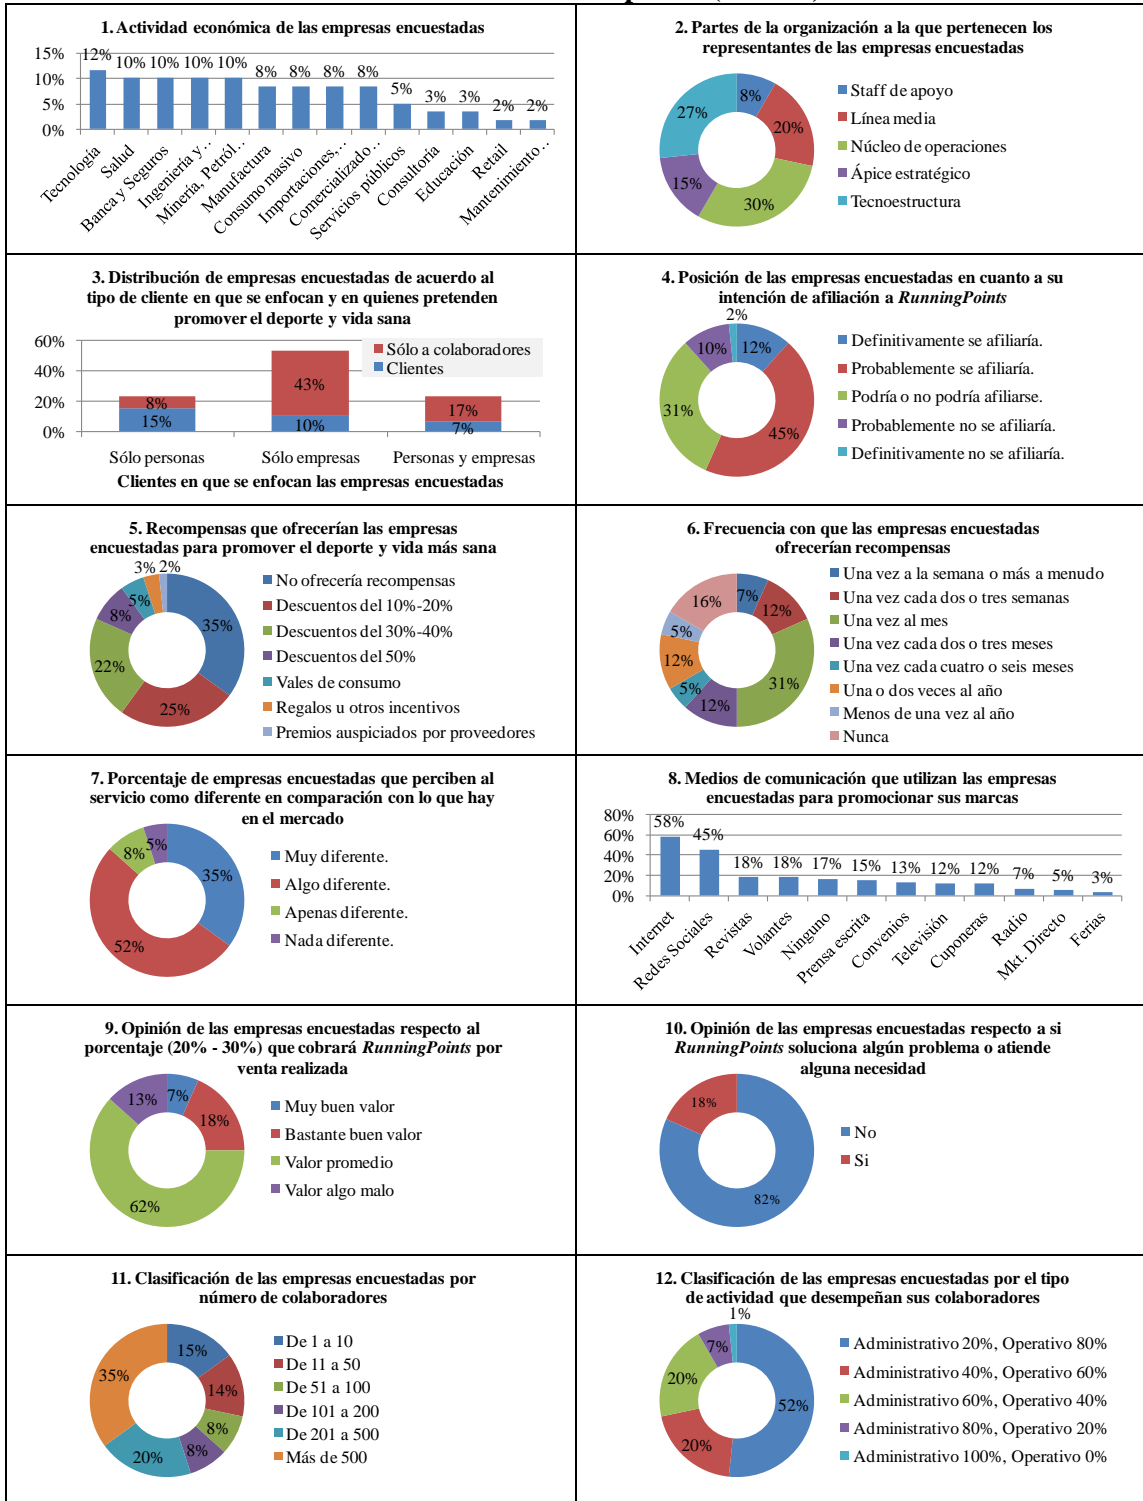 1. Actividad económica de las empresas encuestadas
15%
10%
5%
0%
12%
10%
10%
10%
10%
8%
8%
8%
8%
5%
3%
3%
2%
2%
Tecnología
Salud
Banca y Seguros
Ingeniería y…
Minería, Petról…
Manufactura
Consumo masivo
Importaciones,…
Comercializado…
Servicios públicos
Consultoría
Educación
Retail
Mantenimiento…
2. Partes de la organización a la que pertenecen los
representantes de las empresas encuestadas
8%
20%
30%
15%
27%
Staff de apoyo
Línea media
Núcleo de operaciones
Ápice estratégico
Tecnoestructura
3. Distribución de empresas encuestadas de acuerdo al
tipo de cliente en que se enfocan y en quienes pretenden
promover el deporte y vida sana
60%
40%
20%
0%
Sólo a colaboradores
Clientes
8%
15%
43%
10%
17%
7%
Sólo personas
Sólo empresas
Personas y empresas
Clientes en que se enfocan las empresas encuestadas
4. Posición de las empresas encuestadas en cuanto a su
intención de afiliación a RunningPoints
2%
12%
45%
31%
10%
Definitivamente se afiliaría.
Probablemente se afiliaría.
Podría o no podría afiliarse.
Probablemente no se afiliaría.
Definitivamente no se afiliaría.
5. Recompensas que ofrecerían las empresas
encuestadas para promover el deporte y vida más sana
3%
2%
35%
25%
22%
8%
5%
No ofrecería recompensas
Descuentos del 10%-20%
Descuentos del 30%-40%
Descuentos del 50%
Vales de consumo
Regalos u otros incentivos
Premios auspiciados por proveedores
6. Frecuencia con que las empresas encuestadas
ofrecerían recompensas
7%
12%
31%
12%
5%
12%
5%
16%
Una vez a la semana o más a menudo
Una vez cada dos o tres semanas
Una vez al mes
Una vez cada dos o tres meses
Una vez cada cuatro o seis meses
Una o dos veces al año
Menos de una vez al año
Nunca
7. Porcentaje de empresas encuestadas que perciben al
servicio como diferente en comparación con lo que hay
en el mercado
35%
52%
8%
5%
Muy diferente.
Algo diferente.
Apenas diferente.
Nada diferente.
8. Medios de comunicación que utilizan las empresas
encuestadas para promocionar sus marcas
80%
60%
40%
20%
0%
58%
45%
18%
18%
17%
15%
13%
12%
12%
7%
5%
3%
Internet
Redes Sociales
Revistas
Volantes
Ninguno
Prensa escrita
Convenios
Televisión
Cuponeras
Radio
Mkt. Directo
Ferias
9. Opinión de las empresas encuestadas respecto al
porcentaje (20% - 30%) que cobrará RunningPoints por
venta realizada
7%
18%
62%
13%
Muy buen valor
Bastante buen valor
Valor promedio
Valor algo malo
10. Opinión de las empresas encuestadas respecto a si
RunningPoints soluciona algún problema o atiende
alguna necesidad
18%
82%
No
Si
11. Clasificación de las empresas encuestadas por
número de colaboradores
15%
14%
8%
8%
20%
35%
De 1 a 10
De 11 a 50
De 51 a 100
De 101 a 200
De 201 a 500
Más de 500
12. Clasificación de las empresas encuestadas por el tipo
de actividad que desempeñan sus colaboradores
1%
52%
20%
20%
7%
Administrativo 20%, Operativo 80%
Administrativo 40%, Operativo 60%
Administrativo 60%, Operativo 40%
Administrativo 80%, Operativo 20%
Administrativo 100%, Operativo 0%